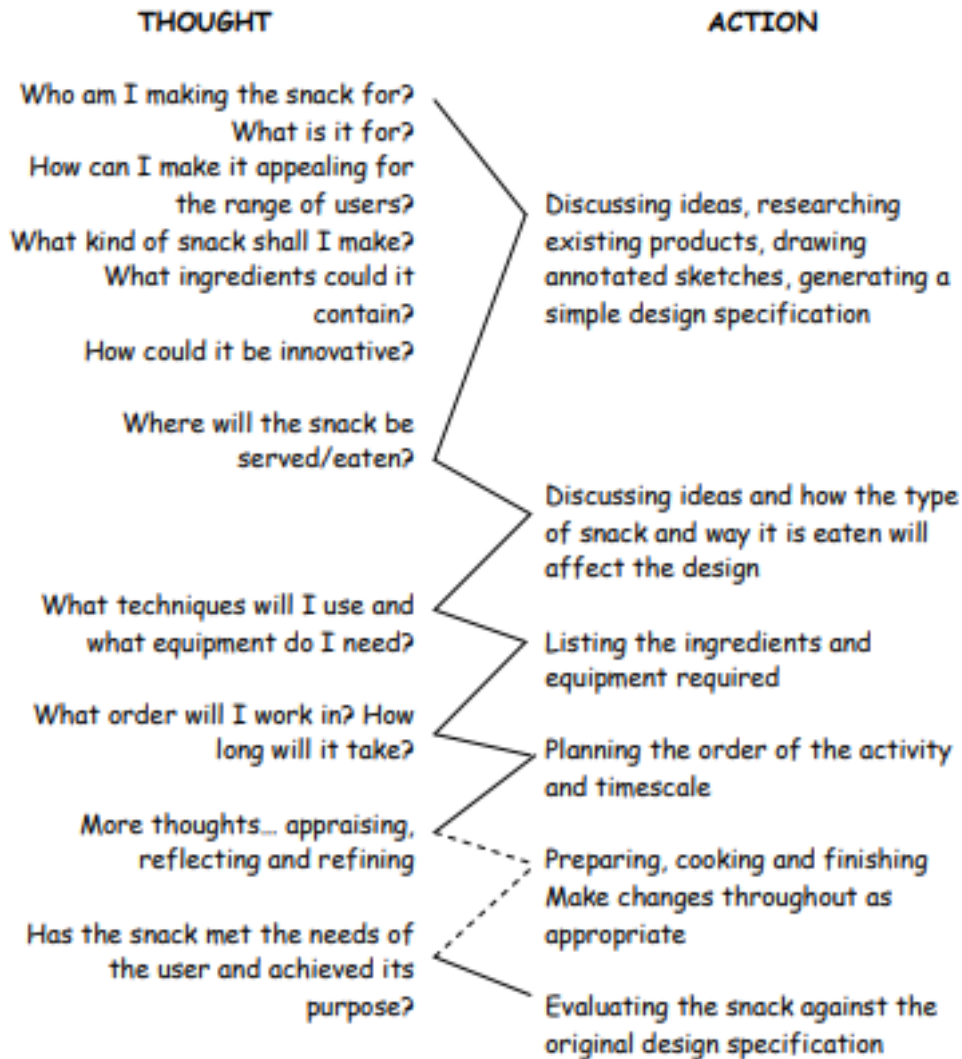 THOUGHT
ACTION
Who am I making the snack for?
What is it for?
How can I make it appealing for
the range of users?
What kind of snack shall I make?
What ingredients could it
contain?
How could it be innovative?
Discussing ideas, researching
existing products, drawing
annotated sketches, generating a
simple design specification
Where will the snack be
served/eaten?
Discussing ideas and how the type
of snack and way it is eaten will
affect the design
What techniques will I use and
what equipment do I need?
Listing the ingredients and
equipment required
What order will I work in? How
long will it take?
Planning the order of the activity
and timescale
More thoughts... appraising,
reflecting and refining
Preparing, cooking and finishing
Make changes throughout as
appropriate
Has the snack met the needs of
the user and achieved its
purpose?
Evaluating the snack against the
original design specification